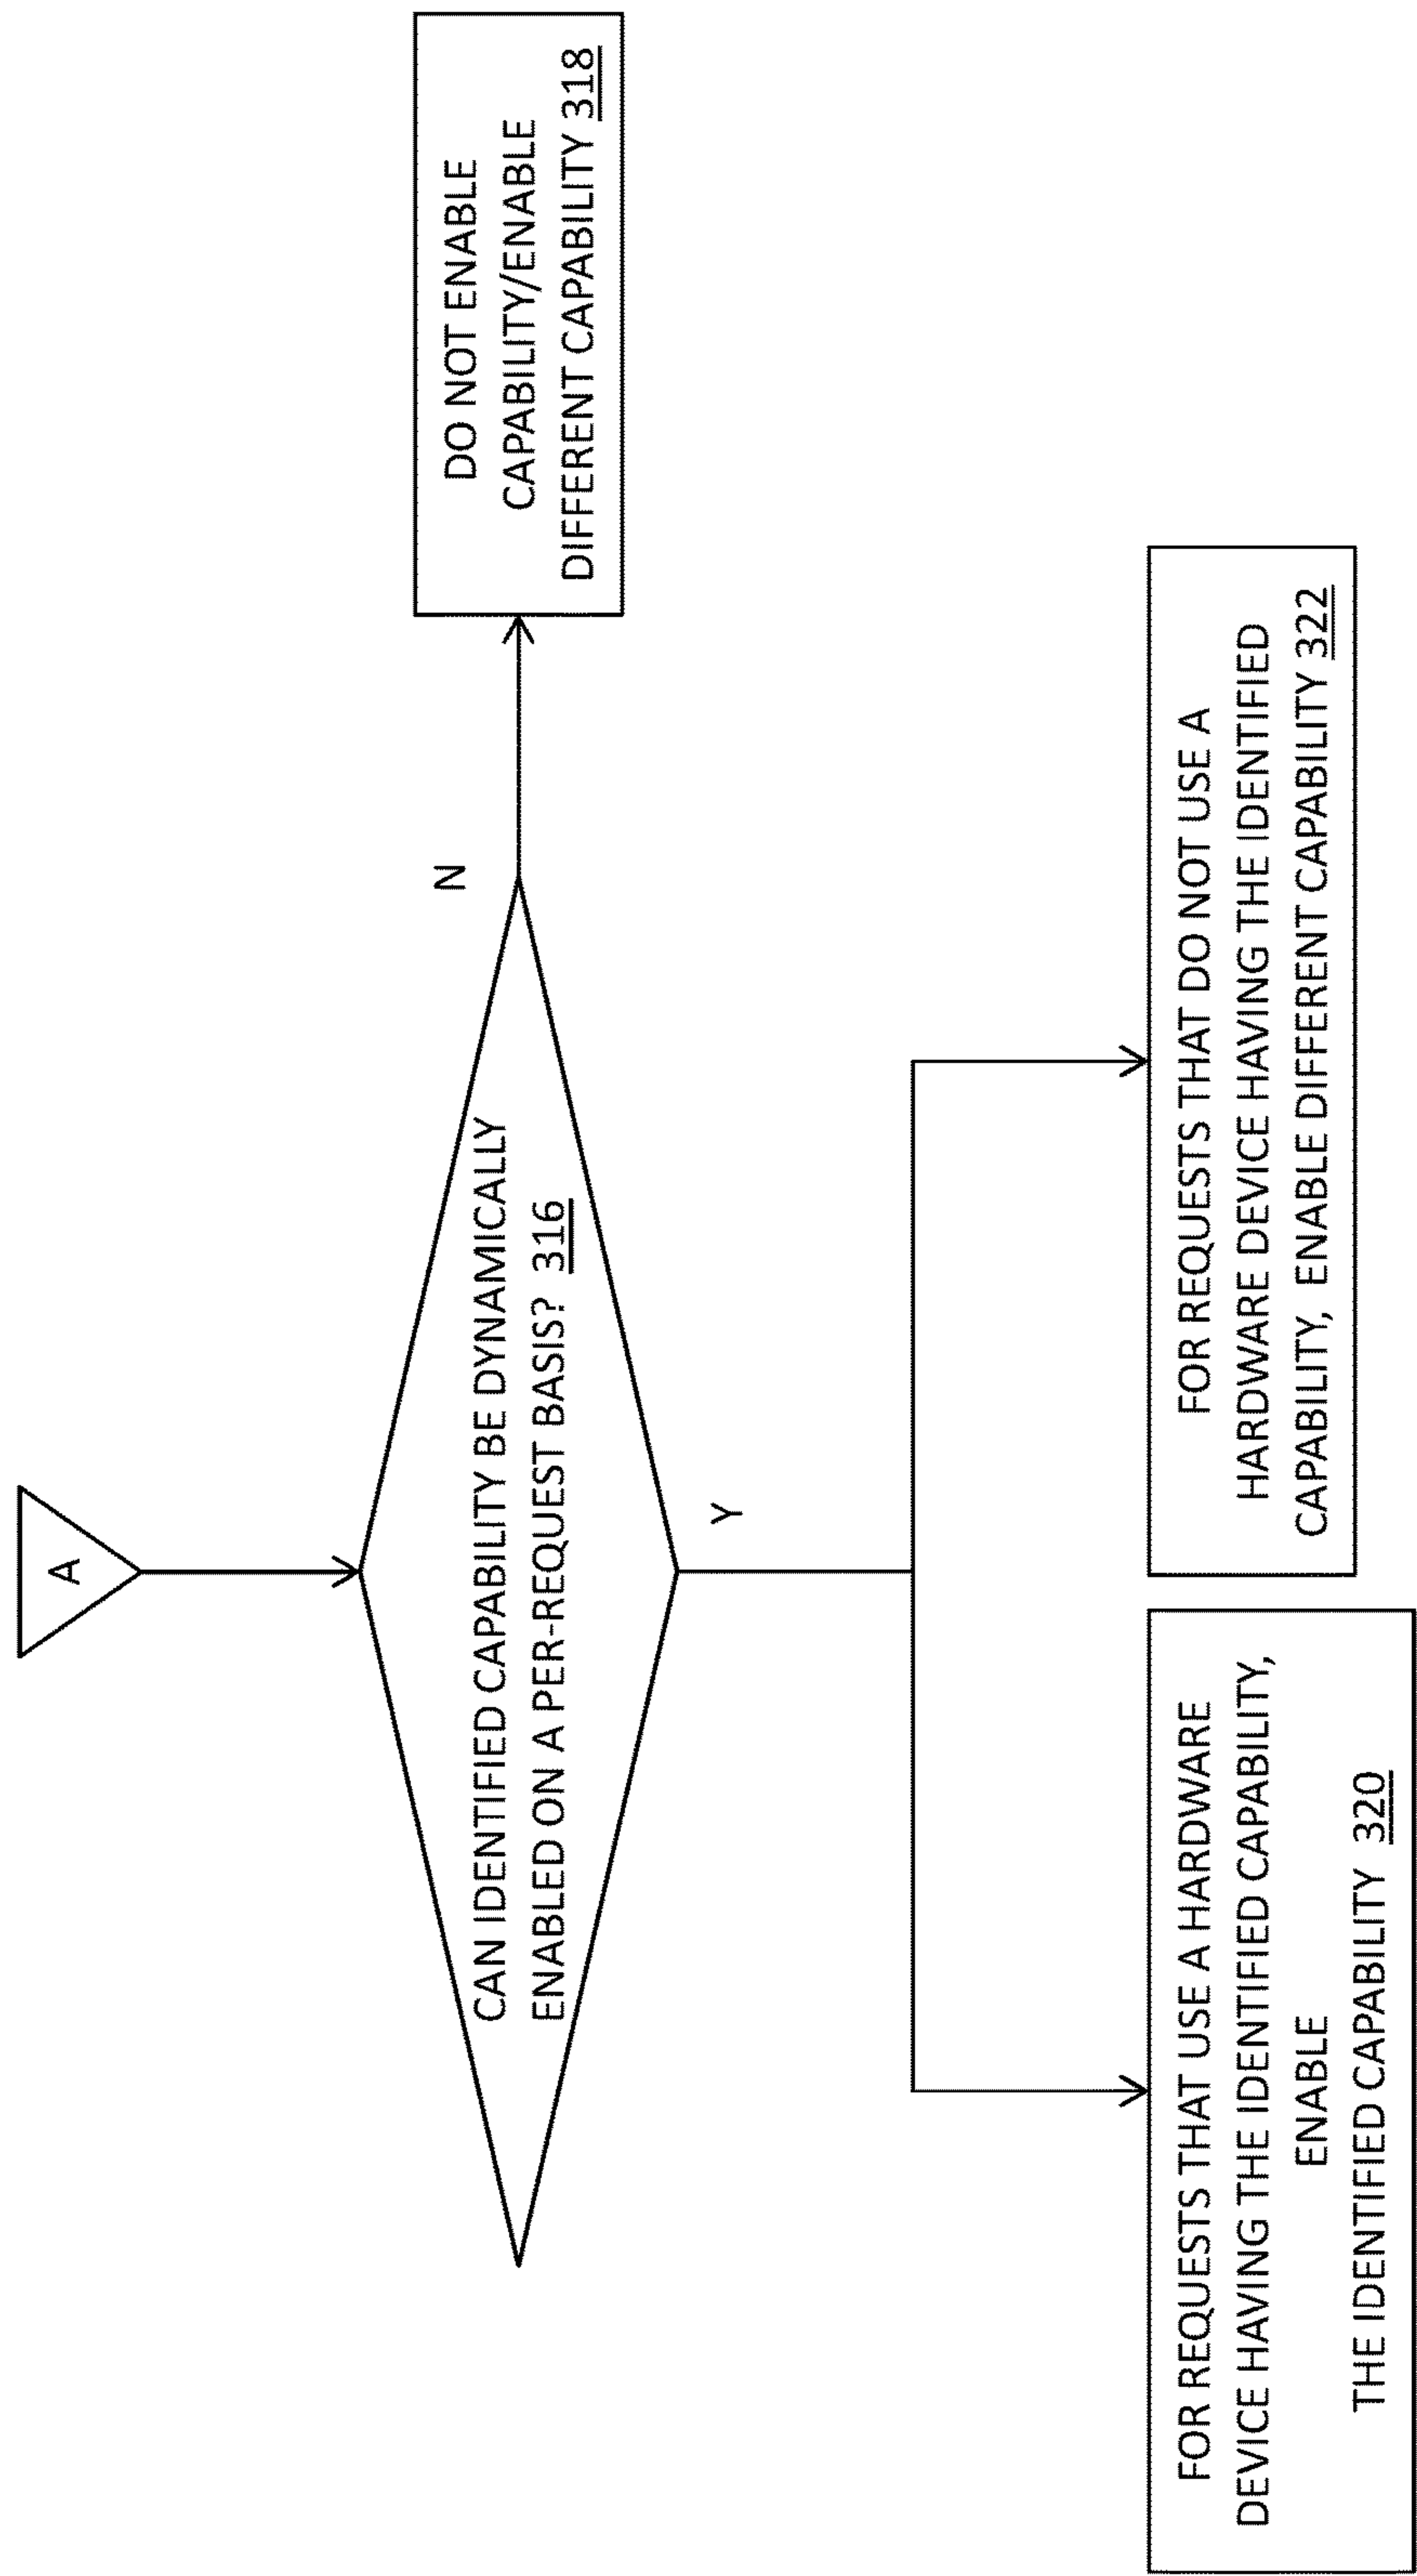 A
CAN IDENTIFIED CAPABILITY BE DYNAMICALLY
ENABLED ON A PER-REQUEST BASIS? 316
N
DO NOT ENABLE
CAPABILITY/ENABLE
DIFFERENT CAPABILITY 318
Y
FOR REQUESTS THAT USE A HARDWARE
DEVICE HAVING THE IDENTIFIED CAPABILITY,
ENABLE
THE IDENTIFIED CAPABILITY 320
FOR REQUESTS THAT DO NOT USE A
HARDWARE DEVICE HAVING THE IDENTIFIED
CAPABILITY, ENABLE DIFFERENT CAPABILITY 322